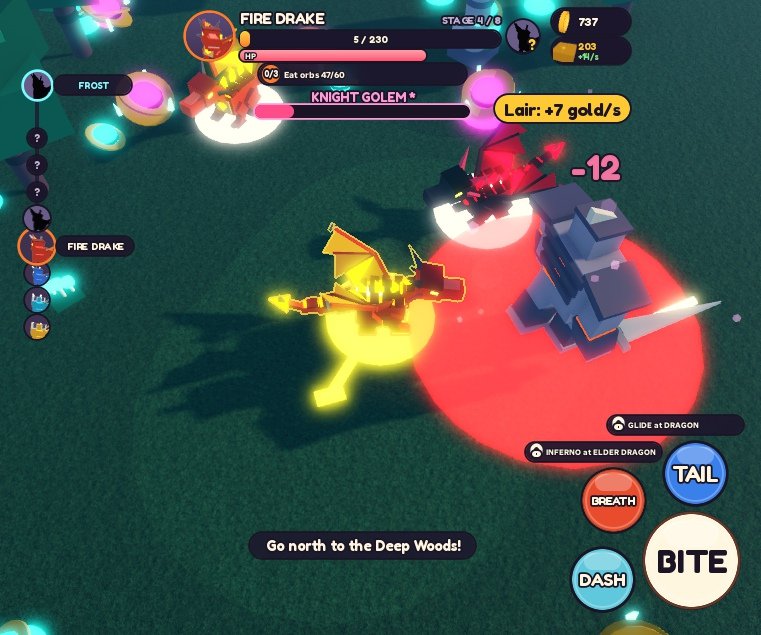 FIRE DRAKE
STAGE 4 / 8
5 / 230
HP
0/3 Eat orbs 47/60
?
737
203
+14/s
KNIGHT GOLEM *
Lair: +7 gold/s
FROST
-12
?
?
?
FIRE DRAKE
GLIDE at DRAGON
INFERNO at ELDER DRAGON
TAIL
BREATH
Go north to the Deep Woods!
BITE
DASH